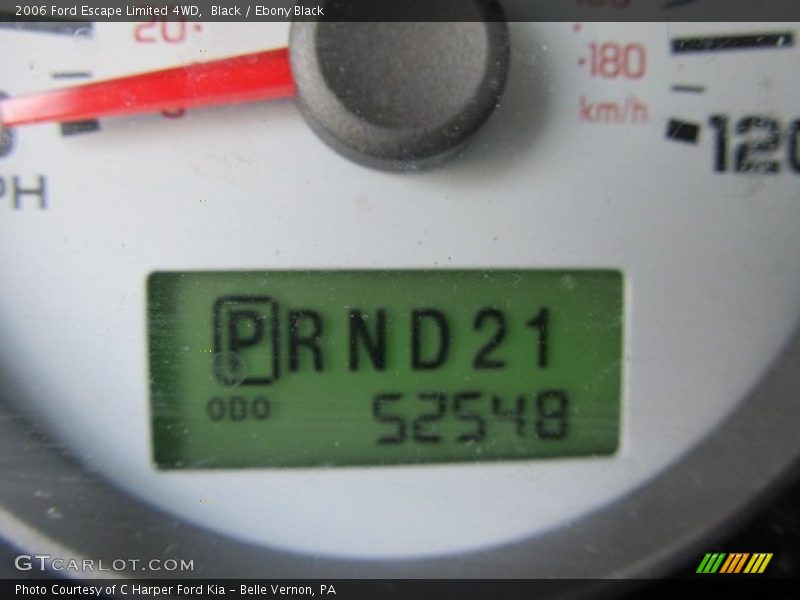 2006 Ford Escape Limited 4WD,  Black / Ebony Black
20
180
km/h
120
PH
P R N D 2 1
ODO 52548
GTCARLOT.COM
Photo Courtesy of C Harper Ford Kia – Belle Vernon, PA